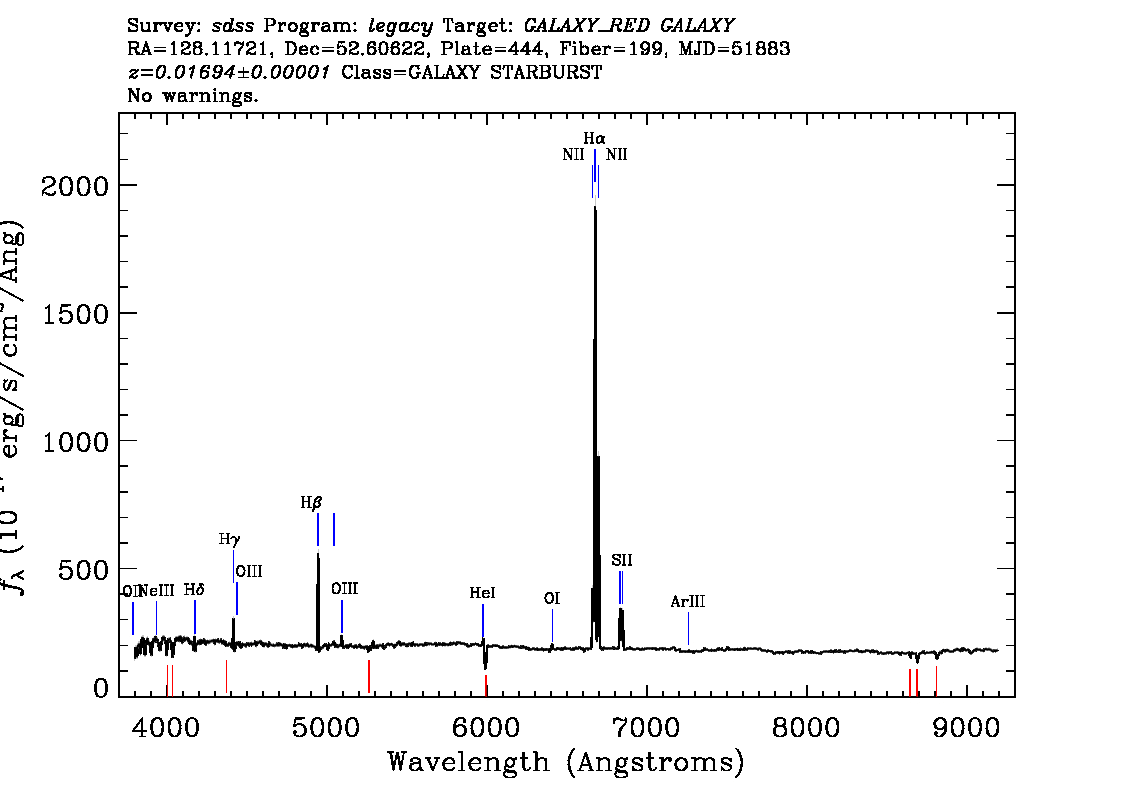 Survey: sdss Program: legacy Target: GALAXY_RED GALAXY
RA=128.11721, Dec=52.60622, Plate=444, Fiber=199, MJD=51883
z=0.01694±0.00001 Class=GALAXY STARBURST
No warnings.
Hα
NII NII
2000
1500
1000
500
0
Hβ
Hγ
OIII
NeIII Hδ
OIII
HeI
OI
SII
ArIII
4000 5000 6000 7000 8000 9000
Wavelength (Angstroms)
erg/s/cm /Ang)
fλ (10